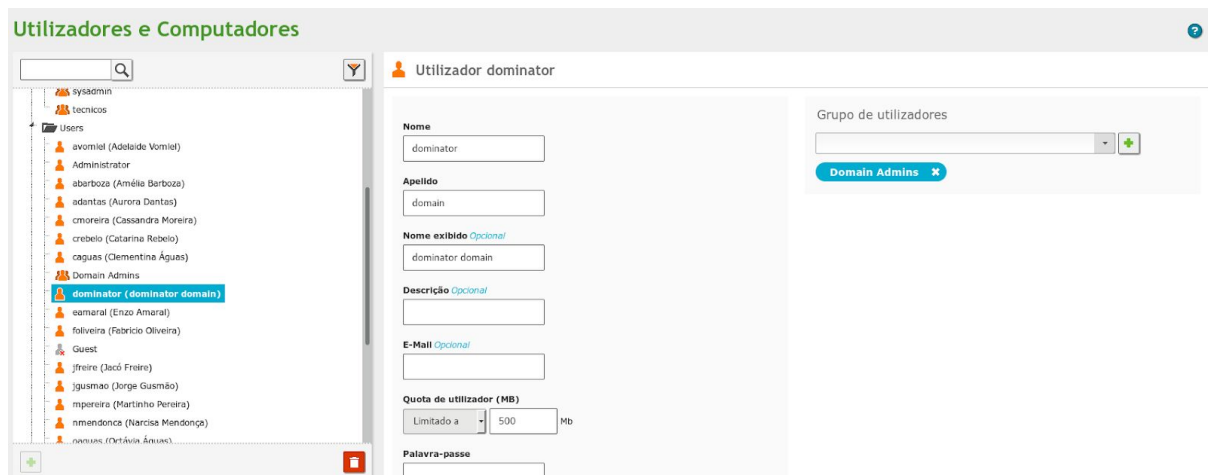 Utilizadores e Computadores
sysadmin
tecnicos
Users
avomiel (Adelaide Vomiel)
Administrator
abarboza (Amélia Barboza)
adantas (Aurora Dantas)
cmoreira (Cassandra Moreira)
crebelo (Catarina Rebelo)
caguas (Clementina Águas)
Domain Admins
dominator (dominator domain)
eamaral (Enzo Amaral)
foliveira (Fabricio Oliveira)
Guest
jfreire (Jacó Freire)
jgusmao (Jorge Gusmão)
mpereira (Martinho Pereira)
nmendonca (Narcisa Mendonça)
oaguas (Octávia Águas)
Utilizador dominator
Nome
dominator
Apelido
domain
Nome exibido Opcional
dominator domain
Descrição Opcional
E-Mail Opcional
Quota de utilizador (MB)
Limitado a 500 Mb
Palavra-passe
Grupo de utilizadores
Domain Admins